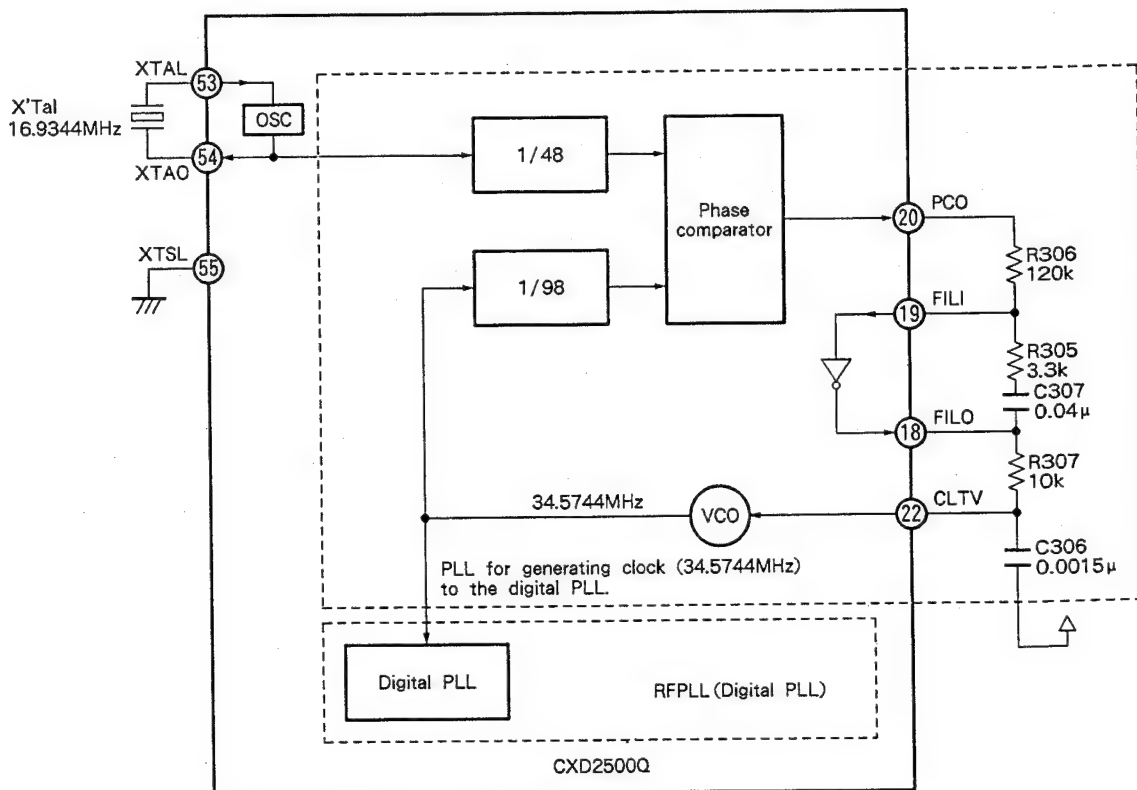 XTAL
53
X'Tal
16.9344MHz
OSC
54
XTAO
XTSL
55
1/48
1/98
Phase
comparator
20
PCO
R306
120k
19
FILI
R305
3.3k
C307
0.04μ
18
FILO
R307
10k
34.5744MHz
VCO
22
CLTV
C306
0.0015μ
PLL for generating clock (34.5744MHz)
to the digital PLL.
Digital PLL
RFPLL (Digital PLL)
CXD2500Q